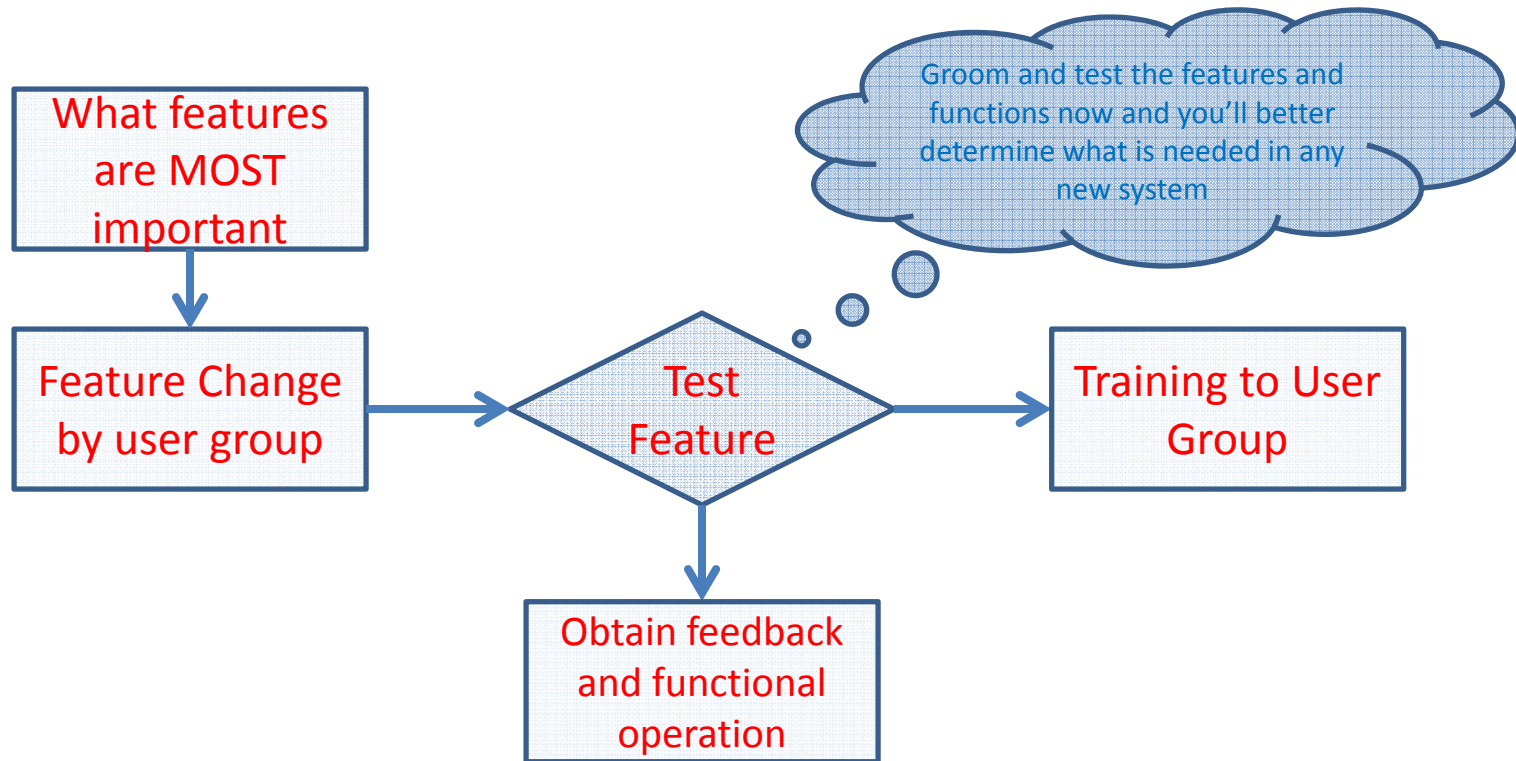 What features
are MOST
important
Groom and test the features and
functions now and you’ll better
determine what is needed in any
new system
Feature Change
by user group
Test
Feature
Training to User
Group
Obtain feedback
and functional
operation